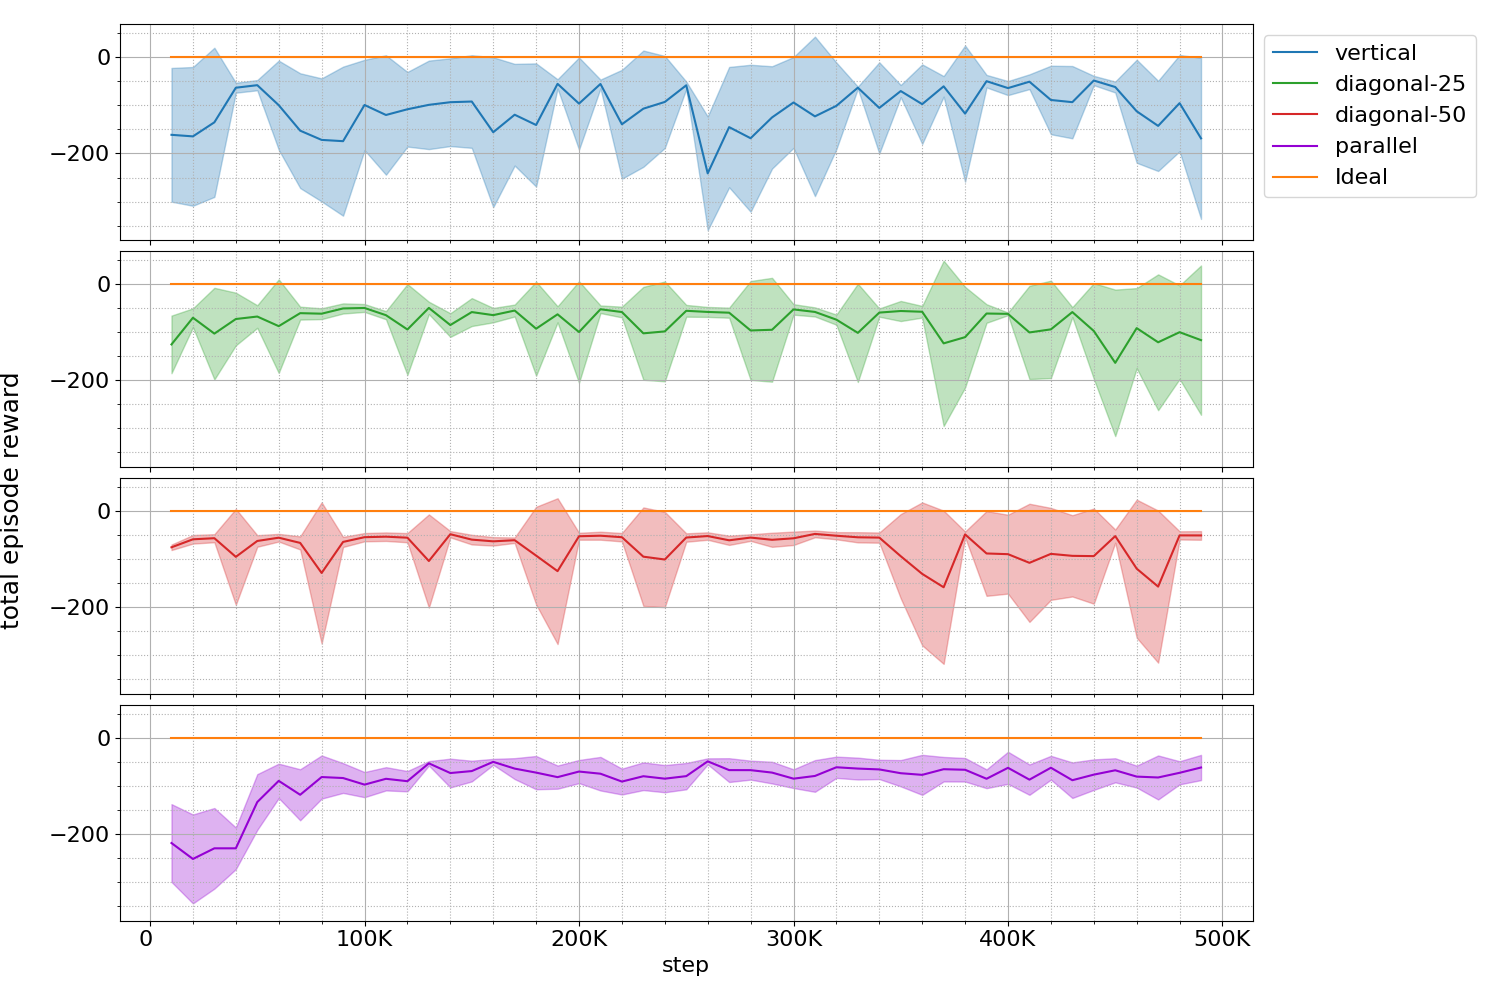 total episode reward
0
−200
vertical
diagonal-25
diagonal-50
parallel
Ideal
0
−200
0
−200
0
−200
0 100K 200K 300K 400K 500K
step